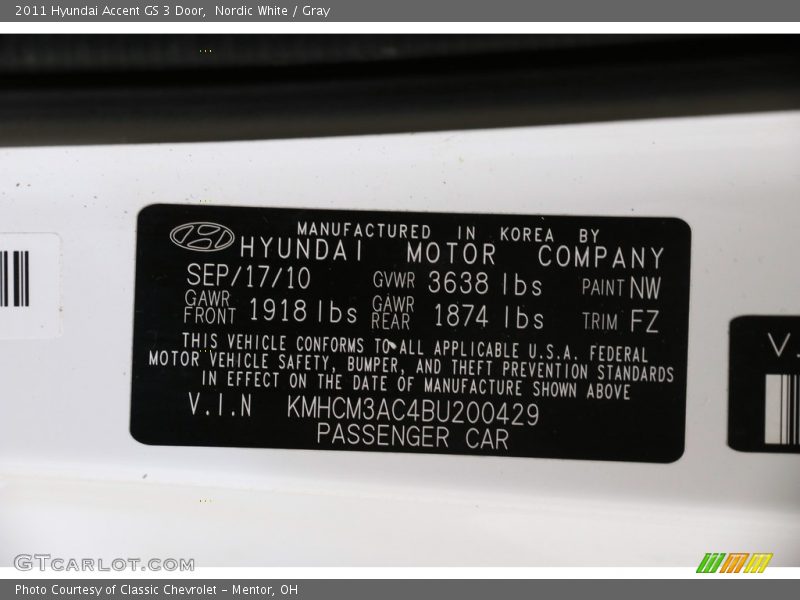 2011 Hyundai Accent GS 3 Door, Nordic White / Gray
MANUFACTURED IN KOREA BY
HYUNDAI MOTOR COMPANY
SEP/17/10 GVWR 3638 lbs PAINT NW
GAWR FRONT 1918 lbs GAWR REAR 1874 lbs TRIM FZ
THIS VEHICLE CONFORMS TO ALL APPLICABLE U.S.A. FEDERAL
MOTOR VEHICLE SAFETY, BUMPER, AND THEFT PREVENTION STANDARDS
IN EFFECT ON THE DATE OF MANUFACTURE SHOWN ABOVE
V.I.N KMHCM3AC4BU200429
PASSENGER CAR
V.
GTCARLOT.COM
Photo Courtesy of Classic Chevrolet - Mentor, OH